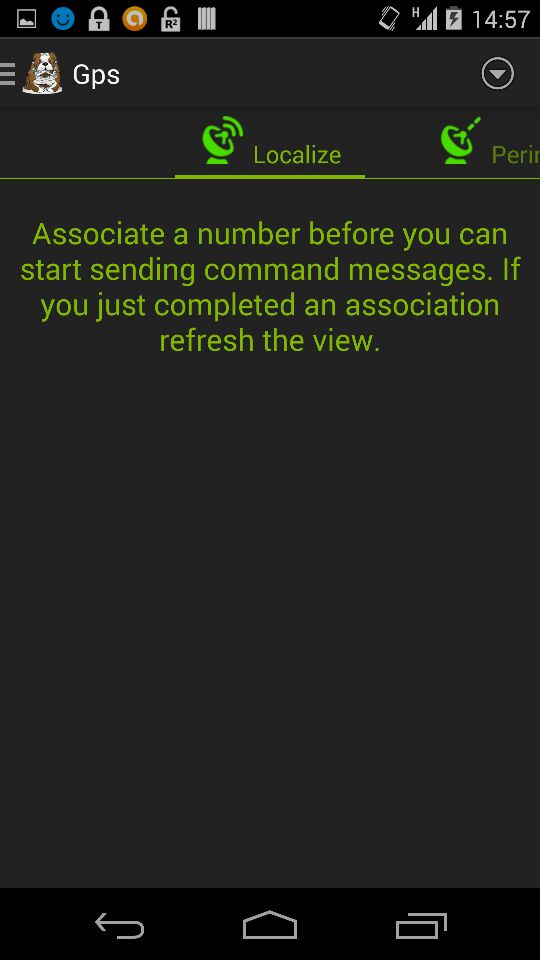 H 14:57
T
R²
Gps
Localize
Perin
Associate a number before you can
start sending command messages. If
you just completed an association
refresh the view.